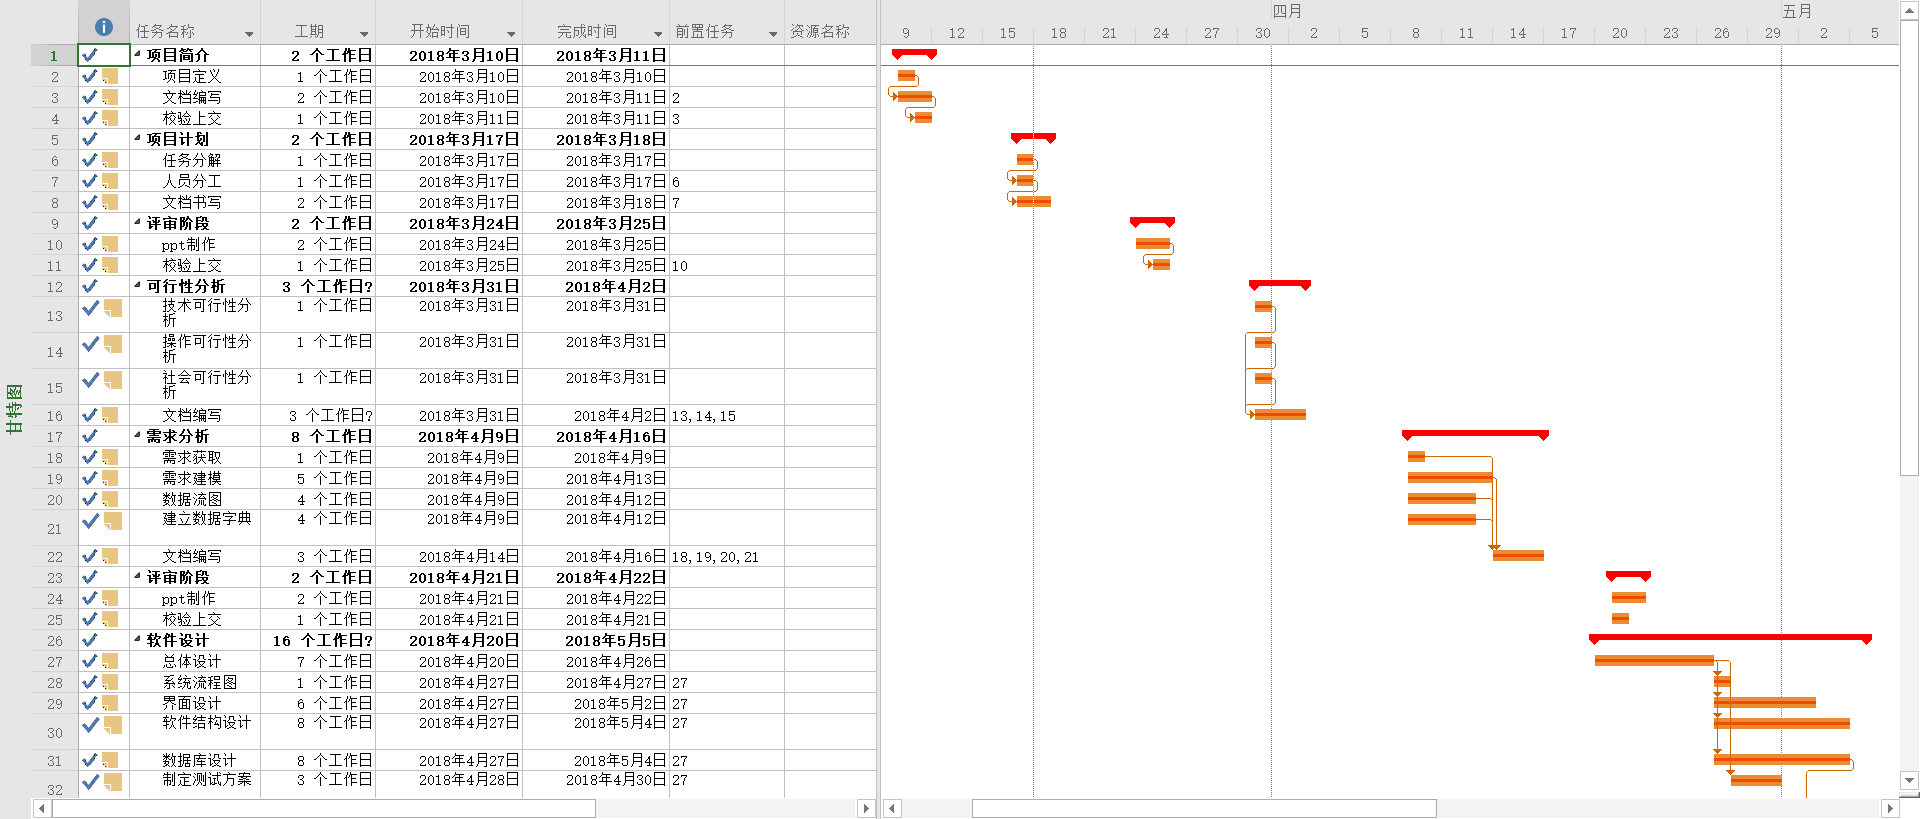 四月 五月
任务名称 工期 开始时间 完成时间 前置任务 资源名称 9 12 15 18 21 24 27 30 2 5 8 11 14 17 20 23 26 29 2 5
1 项目简介 2 个工作日 2018年3月10日 2018年3月11日
2 项目定义 1 个工作日 2018年3月10日 2018年3月10日
3 文档编写 2 个工作日 2018年3月10日 2018年3月11日 2
4 校验上交 1 个工作日 2018年3月11日 2018年3月11日 3
5 项目计划 2 个工作日 2018年3月17日 2018年3月18日
6 任务分解 1 个工作日 2018年3月17日 2018年3月17日
7 人员分工 1 个工作日 2018年3月17日 2018年3月17日 6
8 文档书写 2 个工作日 2018年3月17日 2018年3月18日 7
9 评审阶段 2 个工作日 2018年3月24日 2018年3月25日
10 ppt制作 2 个工作日 2018年3月24日 2018年3月25日
11 校验上交 1 个工作日 2018年3月25日 2018年3月25日 10
12 可行性分析 3 个工作日? 2018年3月31日 2018年4月2日
13 技术可行性分 1 个工作日 2018年3月31日 2018年3月31日
析
14 操作可行性分 1 个工作日 2018年3月31日 2018年3月31日
析
15 社会可行性分 1 个工作日 2018年3月31日 2018年3月31日
析
16 文档编写 3 个工作日? 2018年3月31日 2018年4月2日 13,14,15
17 需求分析 8 个工作日 2018年4月9日 2018年4月16日
18 需求获取 1 个工作日 2018年4月9日 2018年4月9日
19 需求建模 5 个工作日 2018年4月9日 2018年4月13日
20 数据流图 4 个工作日 2018年4月9日 2018年4月12日
21 建立数据字典 4 个工作日 2018年4月9日 2018年4月12日
22 文档编写 3 个工作日 2018年4月14日 2018年4月16日 18,19,20,21
23 评审阶段 2 个工作日 2018年4月21日 2018年4月22日
24 ppt制作 2 个工作日 2018年4月21日 2018年4月22日
25 校验上交 1 个工作日 2018年4月21日 2018年4月21日
26 软件设计 16 个工作日? 2018年4月20日 2018年5月5日
27 总体设计 7 个工作日 2018年4月20日 2018年4月26日
28 系统流程图 1 个工作日 2018年4月27日 2018年4月27日 27
29 界面设计 6 个工作日 2018年4月27日 2018年5月2日 27
30 软件结构设计 8 个工作日 2018年4月27日 2018年5月4日 27
31 数据库设计 8 个工作日 2018年4月27日 2018年5月4日 27
32 制定测试方案 3 个工作日 2018年4月28日 2018年4月30日 27
甘特图